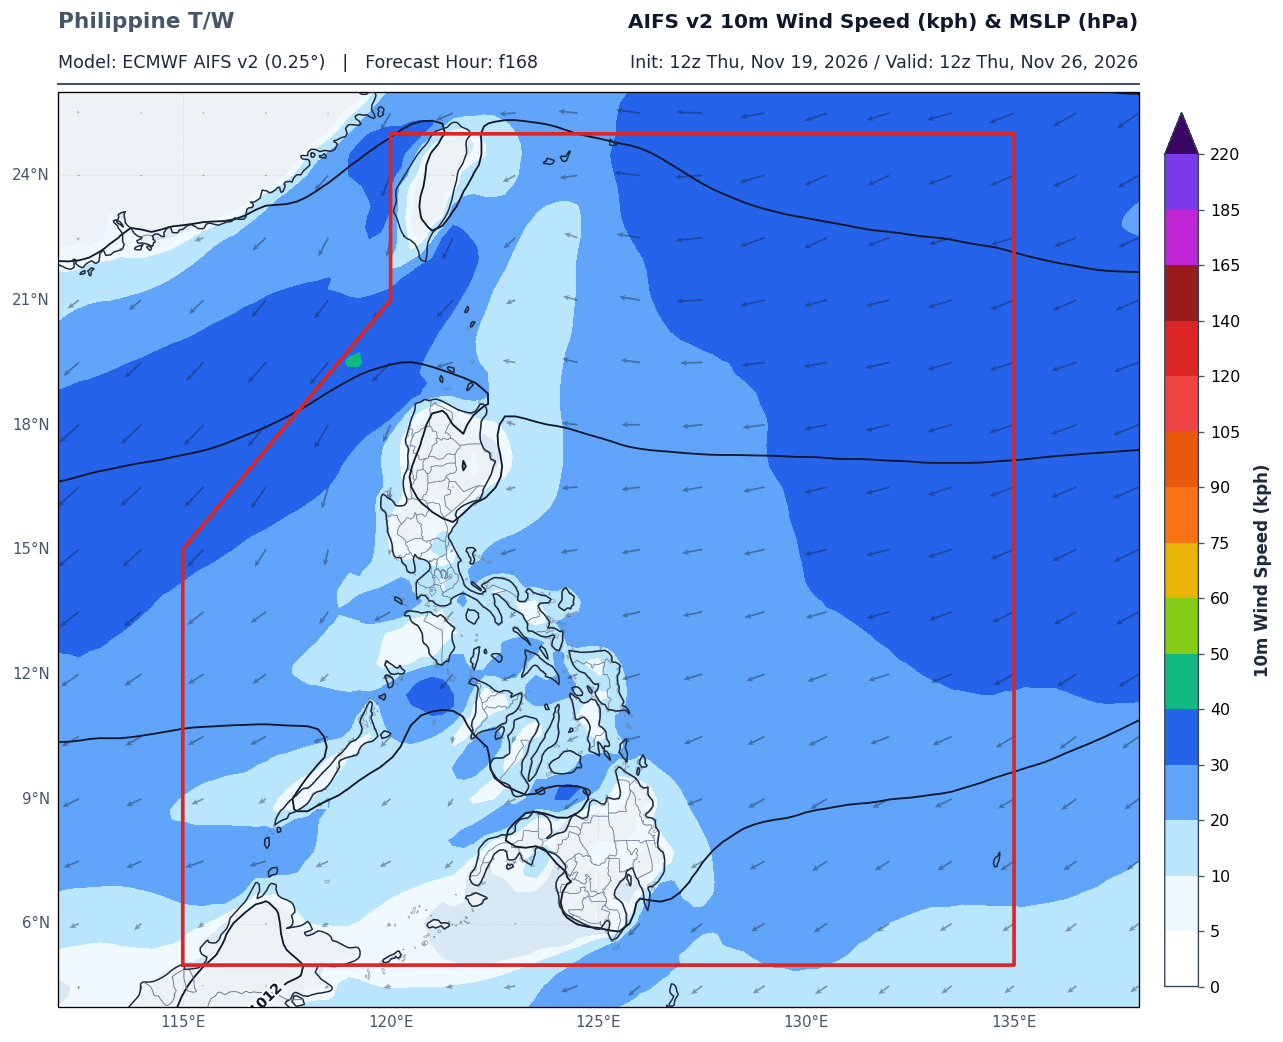 Philippine T/W
AIFS v2 10m Wind Speed (kph) & MSLP (hPa)
Model: ECMWF AIFS v2 (0.25°)   |   Forecast Hour: f168
Init: 12z Thu, Nov 19, 2026 / Valid: 12z Thu, Nov 26, 2026
24°N
21°N
18°N
15°N
12°N
9°N
6°N
115°E
120°E
125°E
130°E
135°E
1012
220
185
165
140
120
105
90
75
60
50
40
30
20
10
5
0
10m Wind Speed (kph)